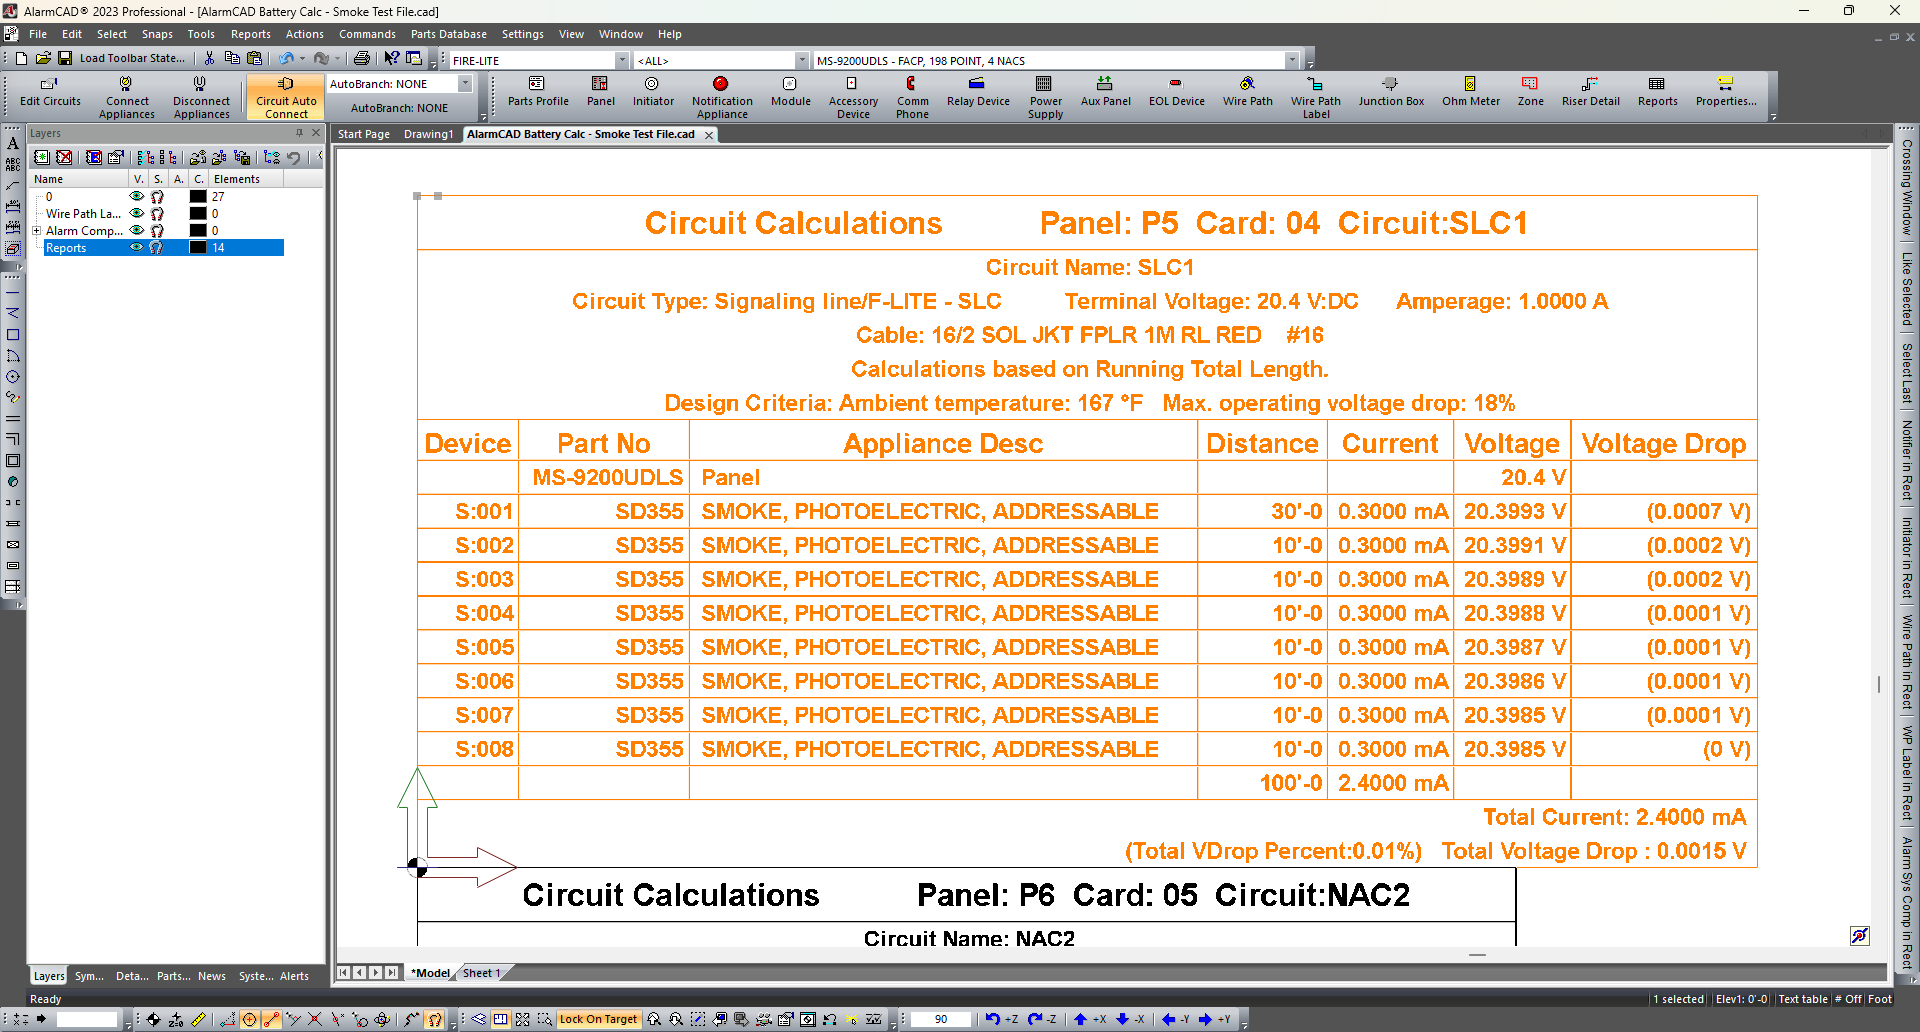 AlarmCAD® 2023 Professional - [AlarmCAD Battery Calc - Smoke Test File.cad]
File Edit Select Snaps Tools Reports Actions Commands Parts Database Settings View Window Help
Load Toolbar State... FIRE-LITE <ALL> MS-9200UDLS - FACP, 198 POINT, 4 NACS
Edit Circuits Connect Appliances Disconnect Appliances Circuit Auto Connect AutoBranch: NONE AutoBranch: NONE Parts Profile Panel Initiator Notification Appliance Module Accessory Device Comm Phone Relay Device Power Supply Aux Panel EOL Device Wire Path Wire Path Label Junction Box Ohm Meter Zone Riser Detail Reports Properties...
Layers Start Page Drawing1 AlarmCAD Battery Calc - Smoke Test File.cad
Name V. S. A. C. Elements
0 27
Wire Path La... 0
Alarm Comp... 0
Reports 14
Circuit Calculations Panel: P5 Card: 04 Circuit:SLC1
Circuit Name: SLC1
Circuit Type: Signaling line/F-LITE - SLC Terminal Voltage: 20.4 V:DC Amperage: 1.0000 A
Cable: 16/2 SOL JKT FPLR 1M RL RED #16
Calculations based on Running Total Length.
Design Criteria: Ambient temperature: 167 °F Max. operating voltage drop: 18%
Device Part No Appliance Desc Distance Current Voltage Voltage Drop
MS-9200UDLS Panel 20.4 V
S:001 SD355 SMOKE, PHOTOELECTRIC, ADDRESSABLE 30'-0 0.3000 mA 20.3993 V (0.0007 V)
S:002 SD355 SMOKE, PHOTOELECTRIC, ADDRESSABLE 10'-0 0.3000 mA 20.3991 V (0.0002 V)
S:003 SD355 SMOKE, PHOTOELECTRIC, ADDRESSABLE 10'-0 0.3000 mA 20.3989 V (0.0002 V)
S:004 SD355 SMOKE, PHOTOELECTRIC, ADDRESSABLE 10'-0 0.3000 mA 20.3988 V (0.0001 V)
S:005 SD355 SMOKE, PHOTOELECTRIC, ADDRESSABLE 10'-0 0.3000 mA 20.3987 V (0.0001 V)
S:006 SD355 SMOKE, PHOTOELECTRIC, ADDRESSABLE 10'-0 0.3000 mA 20.3986 V (0.0001 V)
S:007 SD355 SMOKE, PHOTOELECTRIC, ADDRESSABLE 10'-0 0.3000 mA 20.3985 V (0.0001 V)
S:008 SD355 SMOKE, PHOTOELECTRIC, ADDRESSABLE 10'-0 0.3000 mA 20.3985 V (0 V)
100'-0 2.4000 mA
Total Current: 2.4000 mA
(Total VDrop Percent:0.01%) Total Voltage Drop : 0.0015 V
Circuit Calculations Panel: P6 Card: 05 Circuit:NAC2
Circuit Name: NAC2
Crossing Window
Like Selected
Select Last
Notifier in Rect
Initiator in Rect
Wire Path in Rect
WP Label in Rect
Alarm Sys Comp in Rect
Layers Sym... Deta... Parts... News Syste... Alerts *Model Sheet 1
Ready 1 selected Elev1: 0'-0 Text table # Off Foot
Lock On Target 90 +Z -Z +X -X -Y +Y